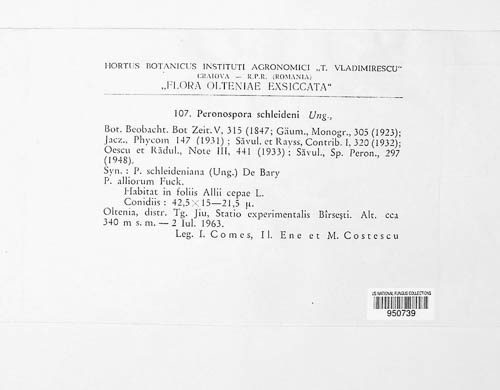 HORTUS BOTANICUS INSTITUTI AGRONOMICI „T. VLADIMIRESCU"
CRAIOVA — R.P.R. (ROMANIA)
„FLORA OLTENIAE EXSICCATA"
107. Peronospora schleideni Ung.,
Bot. Beobacht. Bot Zeit. V, 315 (1847; Gäum., Monogr., 305 (1923);
Jacz., Phycom 147 (1931) ; Săvul. et Rayss, Contrib. I, 320 (1932);
Oescu et Rădul., Note III, 441 (1933) ; Săvul., Sp. Peron., 297
(1948).
Syn. : P. schleideniana (Ung.) De Bary
P. alliorum Fuck.
Habitat in foliis Allii cepae L.
Conidiis : 42,5×15—21,5 μ.
Oltenia, distr. Tg. Jiu, Statio experimentalis Bîrsești. Alt. cca
340 m s. m. — 2 Iul. 1963.
Leg. I. Comes, Il. Ene et M. Costescu
US NATIONAL FUNGUS COLLECTIONS
950739